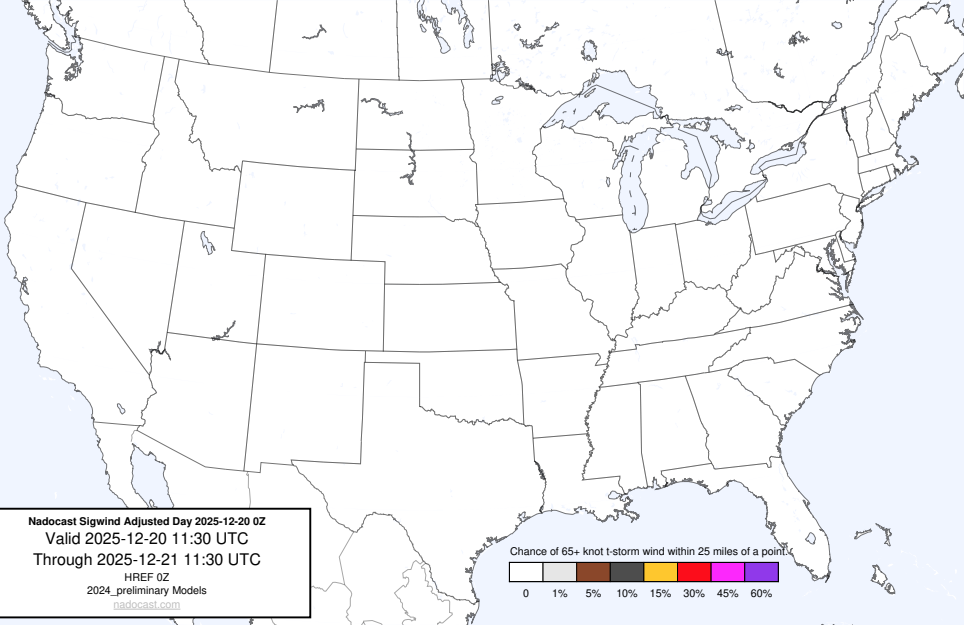 Nadocast Sigwind Adjusted Day 2025-12-20 0Z
Valid 2025-12-20 11:30 UTC
Through 2025-12-21 11:30 UTC
HREF 0Z
2024_preliminary Models
nadocast.com
Chance of 65+ knot t-storm wind within 25 miles of a point.
0 1% 5% 10% 15% 30% 45% 60%